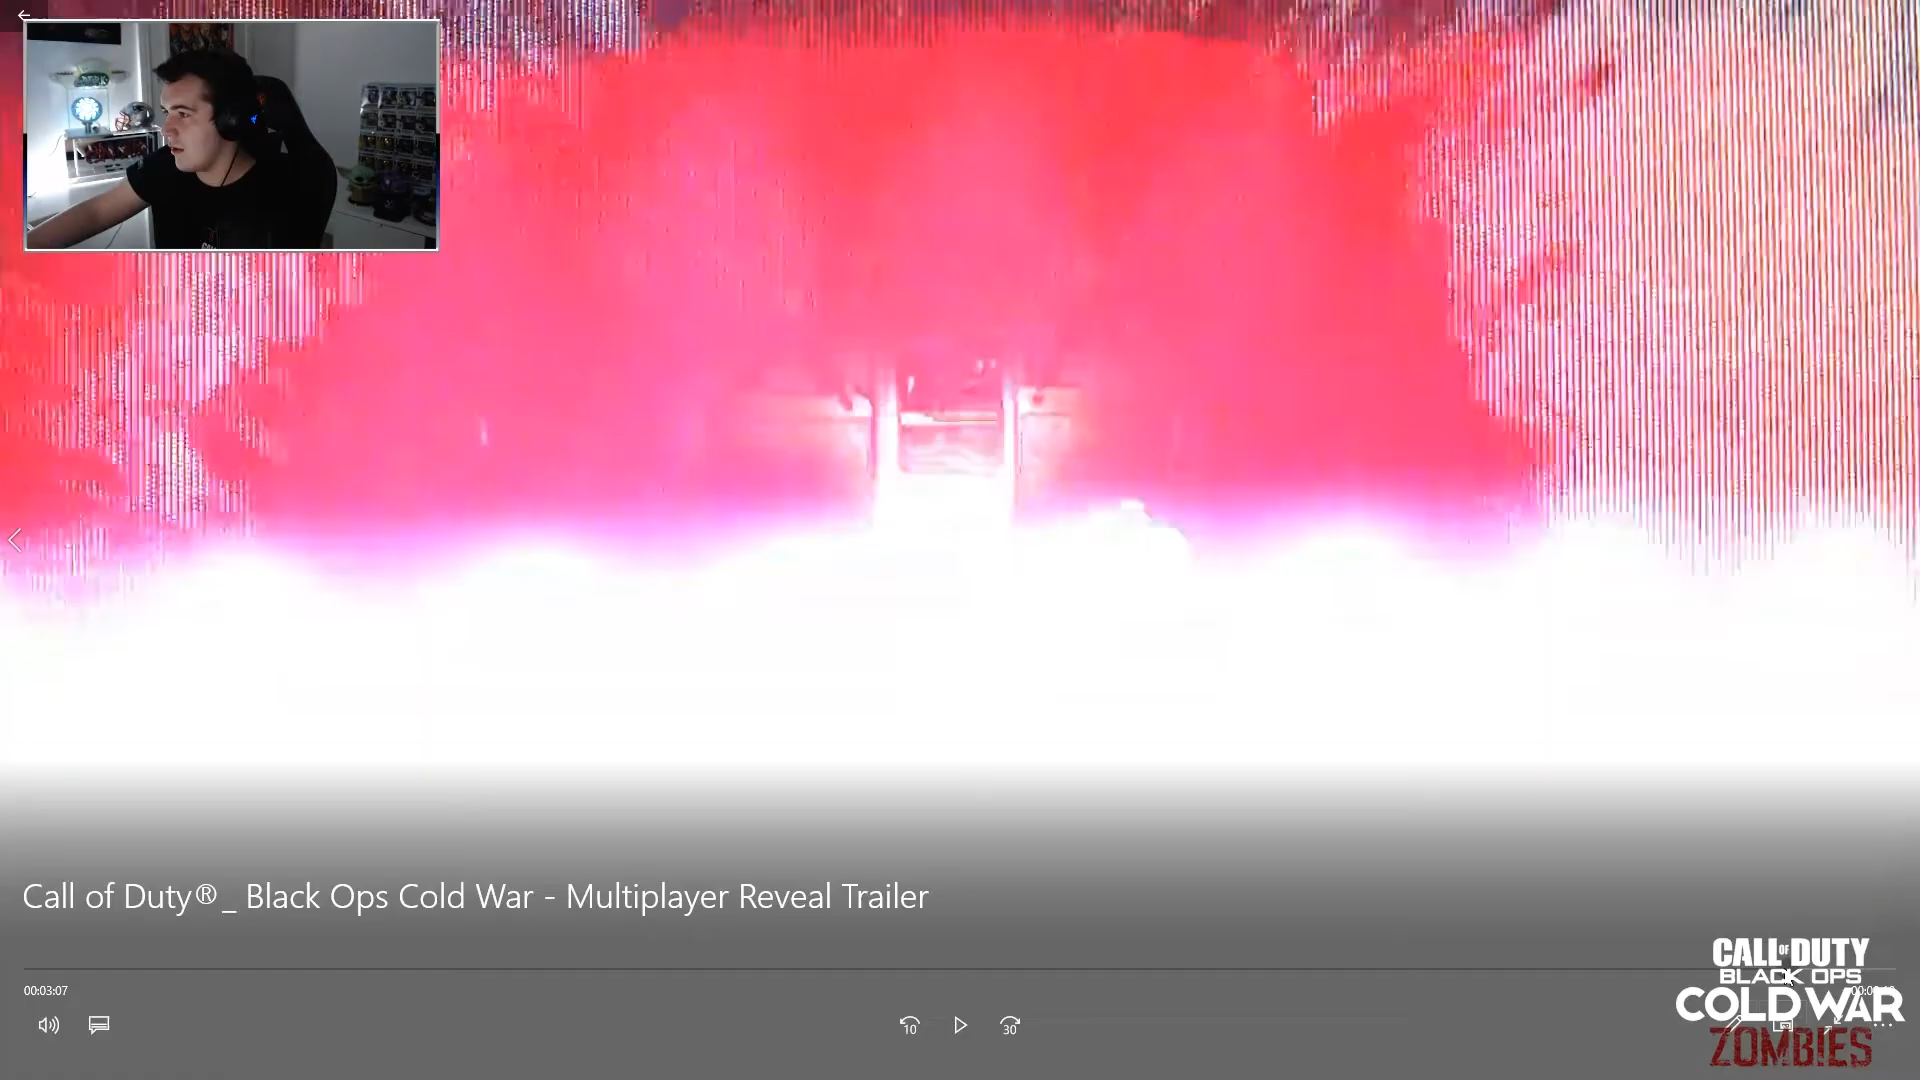 Call of Duty®_ Black Ops Cold War - Multiplayer Reveal Trailer
00:03:07
10
30
CALL OF DUTY
BLACK OPS
COLD WAR
ZOMBIES